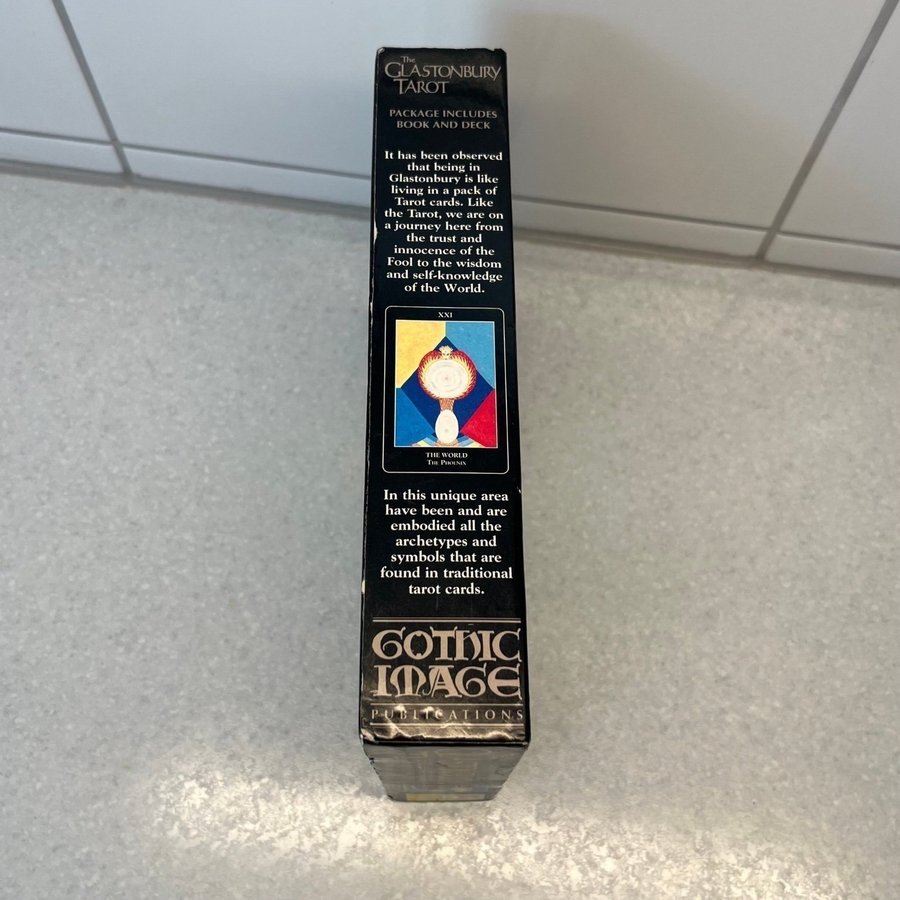 The
GLASTONBURY
TAROT
PACKAGE INCLUDES
BOOK AND DECK
It has been observed
that being in
Glastonbury is like
living in a pack of
Tarot cards. Like
the Tarot, we are on
a journey here from
the trust and
innocence of the
Fool to the wisdom
and self-knowledge
of the World.
XXI
THE WORLD
The Phoenix
In this unique area
have been and are
embodied all the
archetypes and
symbols that are
found in traditional
tarot cards.
GOTHIC
IMAGE
PUBLICATIONS